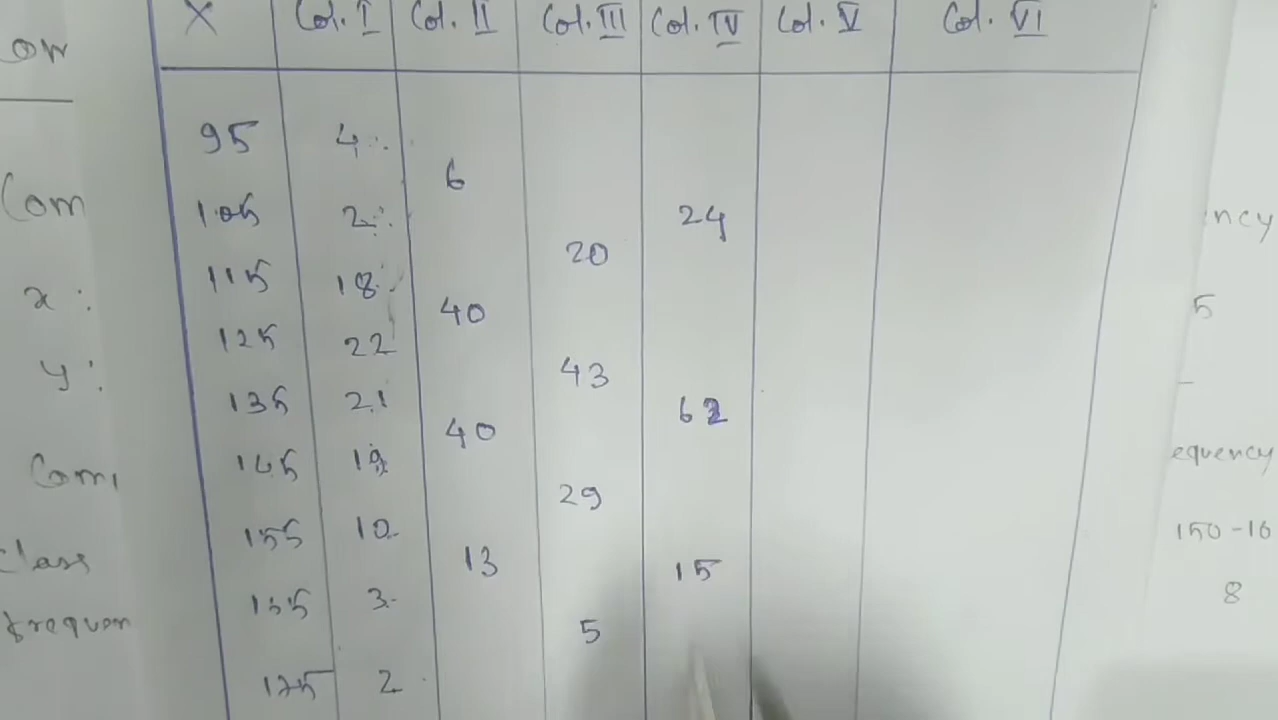 X Col. I Col. II Col. III Col. IV Col. V Col. VI
95 4
6
105 2 24
20
115 18
40
125 22
43
135 21 62
40
145 19
29
155 10
13 15
165 3
5
175 2
Com
x :
y :
Com
class
frequen
ncy
5
-
equency
150-16
8